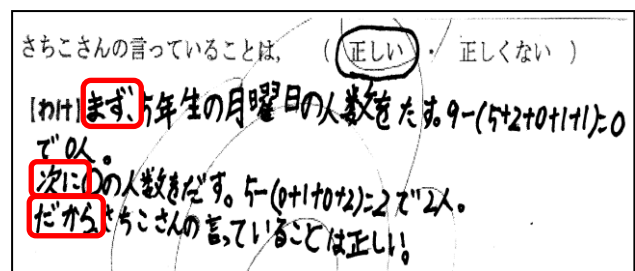 さちこさんの言っていることは, ( 正しい ・ 正しくない )
[わけ] まず、5年生の月曜日の人数をたす。9-(5+2+0+1+1)=0
で0人。
次に①の人数をだす。5-(0+1+0+2)=2で2人。
だから、さちこさんの言っていることは正しい!